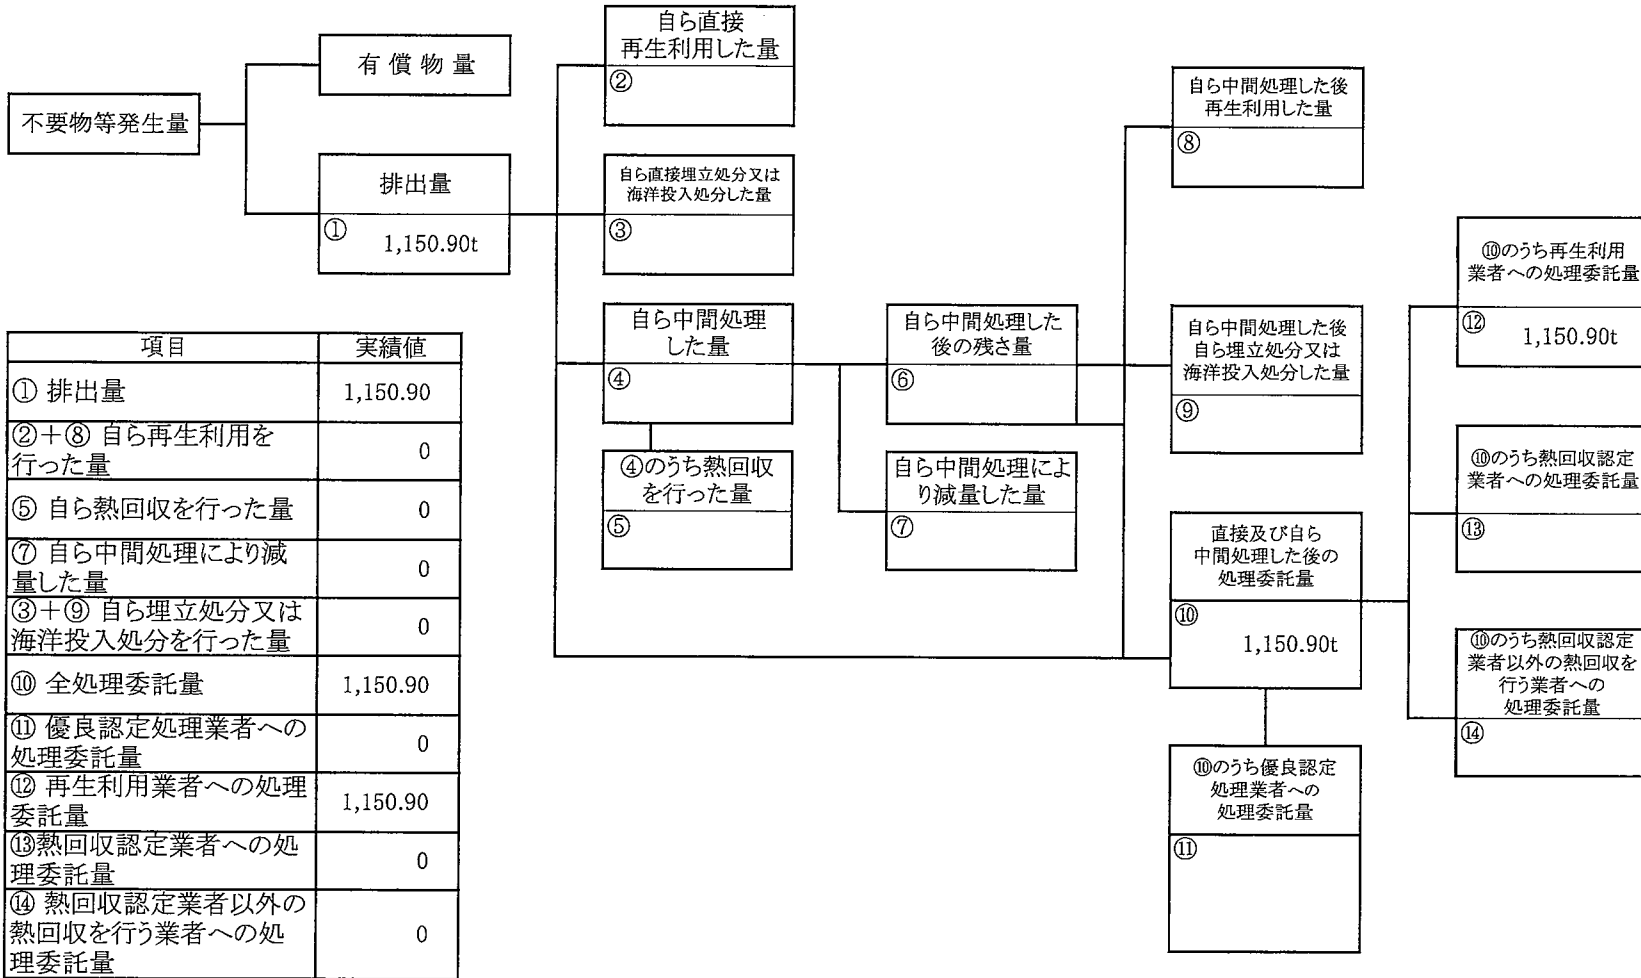 不要物等発生量
有償物量
排出量
①
1,150.90t
自ら直接
再生利用した量
②
自ら直接埋立処分又は
海洋投入処分した量
③
自ら中間処理
した量
④
④のうち熱回収
を行った量
⑤
自ら中間処理した
後の残さ量
⑥
自ら中間処理によ
り減量した量
⑦
自ら中間処理した後
再生利用した量
⑧
自ら中間処理した後
自ら埋立処分又は
海洋投入処分した量
⑨
直接及び自ら
中間処理した後の
処理委託量
⑩
1,150.90t
⑩のうち優良認定
処理業者への
処理委託量
⑪
⑩のうち再生利用
業者への処理委託量
⑫
1,150.90t
⑩のうち熱回収認定
業者への処理委託量
⑬
⑩のうち熱回収認定
業者以外の熱回収を
行う業者への
処理委託量
⑭
項目 実績値
① 排出量 1,150.90
②＋⑧ 自ら再生利用を
行った量 0
⑤ 自ら熱回収を行った量 0
⑦ 自ら中間処理により減
量した量 0
③＋⑨ 自ら埋立処分又は
海洋投入処分を行った量 0
⑩ 全処理委託量 1,150.90
⑪ 優良認定処理業者への
処理委託量 0
⑫ 再生利用業者への処理
委託量 1,150.90
⑬熱回収認定業者への処
理委託量 0
⑭ 熱回収認定業者以外の
熱回収を行う業者への処
理委託量 0